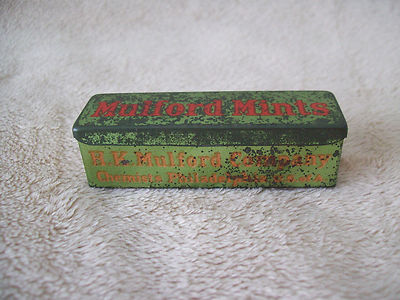 Mulford Mints
H.K. Mulford Company
Chemists Philadelphia U.S.A.